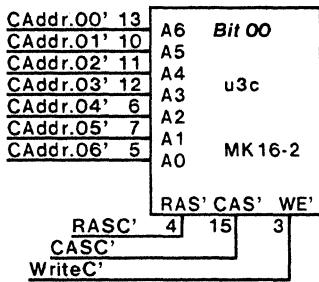 CAddr.00' 13 A6 Bit 00
CAddr.01' 10 A5
CAddr.02' 11 A4 u3c
CAddr.03' 12 A3
CAddr.04' 6 A2
CAddr.05' 7 A1 MK16-2
CAddr.06' 5 A0
RAS' CAS' WE'
RASC' 4 15 3
CASC'
WriteC'